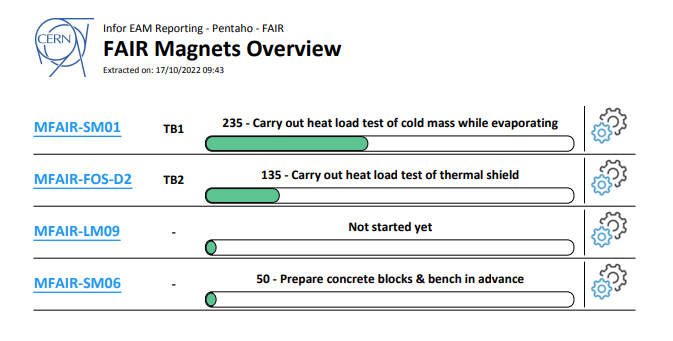 CERN
Infor EAM Reporting - Pentaho - FAIR
FAIR Magnets Overview
Extracted on: 17/10/2022 09:43
MFAIR-SM01 TB1 235 - Carry out heat load test of cold mass while evaporating
MFAIR-FOS-D2 TB2 135 - Carry out heat load test of thermal shield
MFAIR-LM09 - Not started yet
MFAIR-SM06 - 50 - Prepare concrete blocks & bench in advance